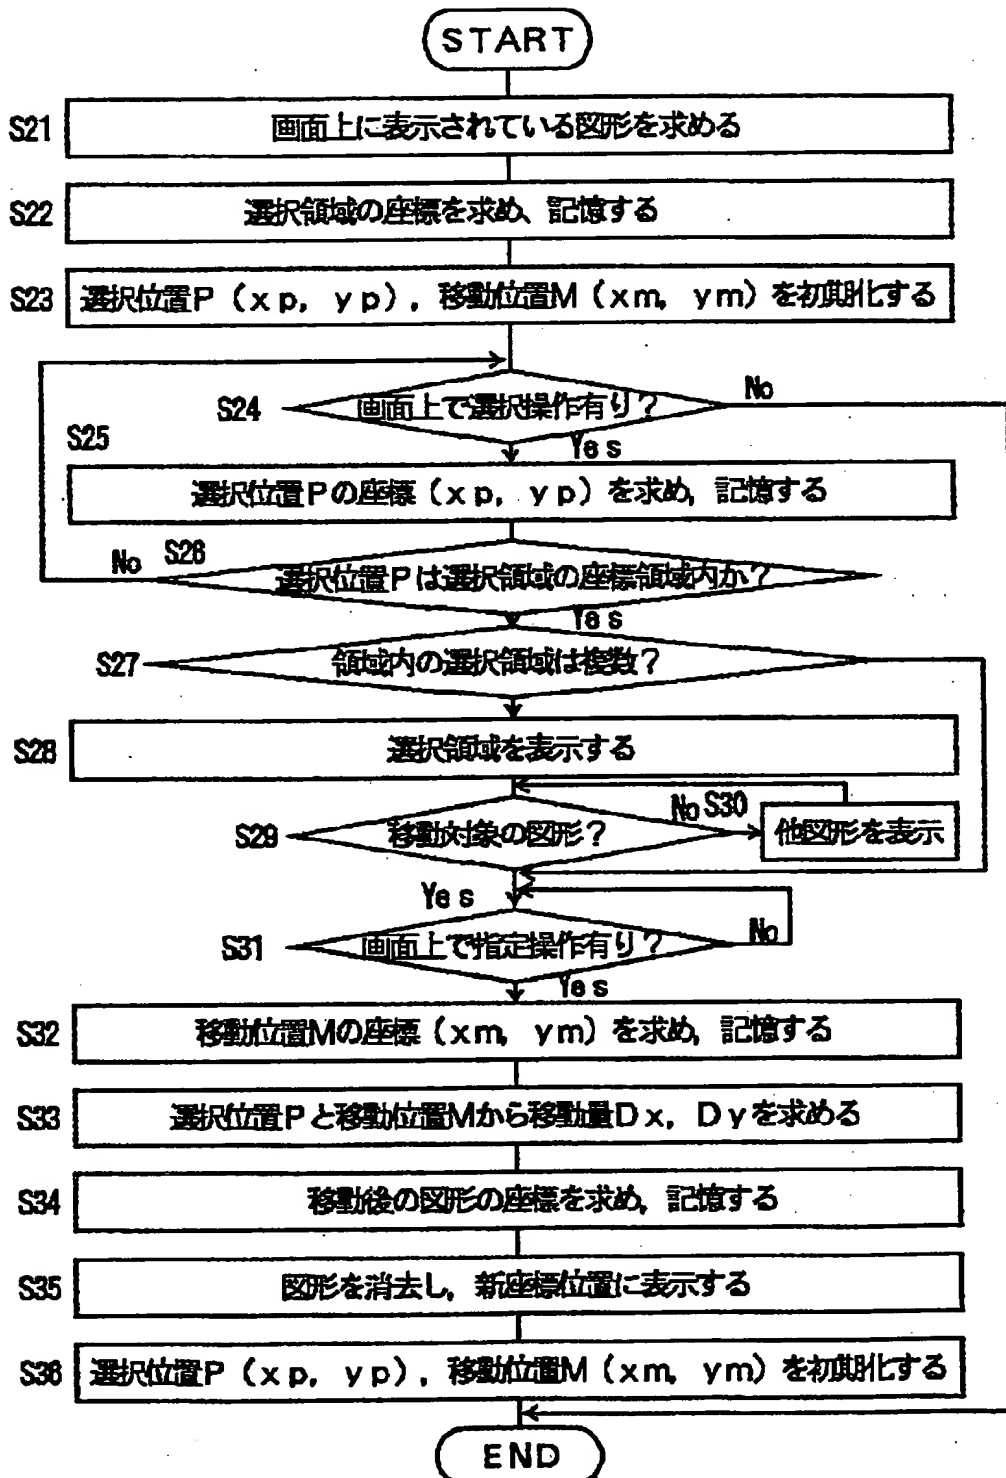 START
S21 画面上に表示されている図形を求める
S22 選択領域の座標を求め、記憶する
S23 選択位置P(xp, yp), 移動位置M(xm, ym)を初期化する
S24 画面上で選択操作有り? No
Yes
S25
選択位置Pの座標(xp, yp)を求め, 記憶する
No S26 選択位置Pは選択領域の座標領域内か?
Yes
S27 領域内の選択領域は複数?
S28 選択領域を表示する
S29 移動対象の図形? No S30 他図形を表示
Yes
S31 画面上で指定操作有り? No
Yes
S32 移動位置Mの座標(xm, ym)を求め, 記憶する
S33 選択位置Pと移動位置Mから移動量Dx, Dyを求める
S34 移動後の図形の座標を求め, 記憶する
S35 図形を消去し, 新座標位置に表示する
S36 選択位置P(xp, yp), 移動位置M(xm, ym)を初期化する
END